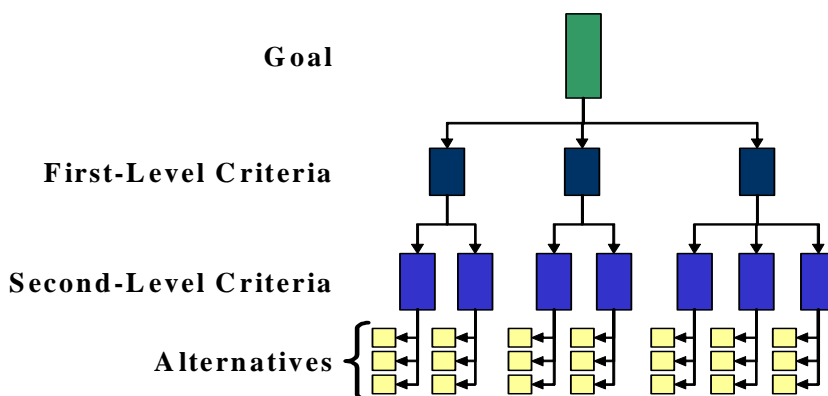 Goal
First-Level Criteria
Second-Level Criteria
Alternatives